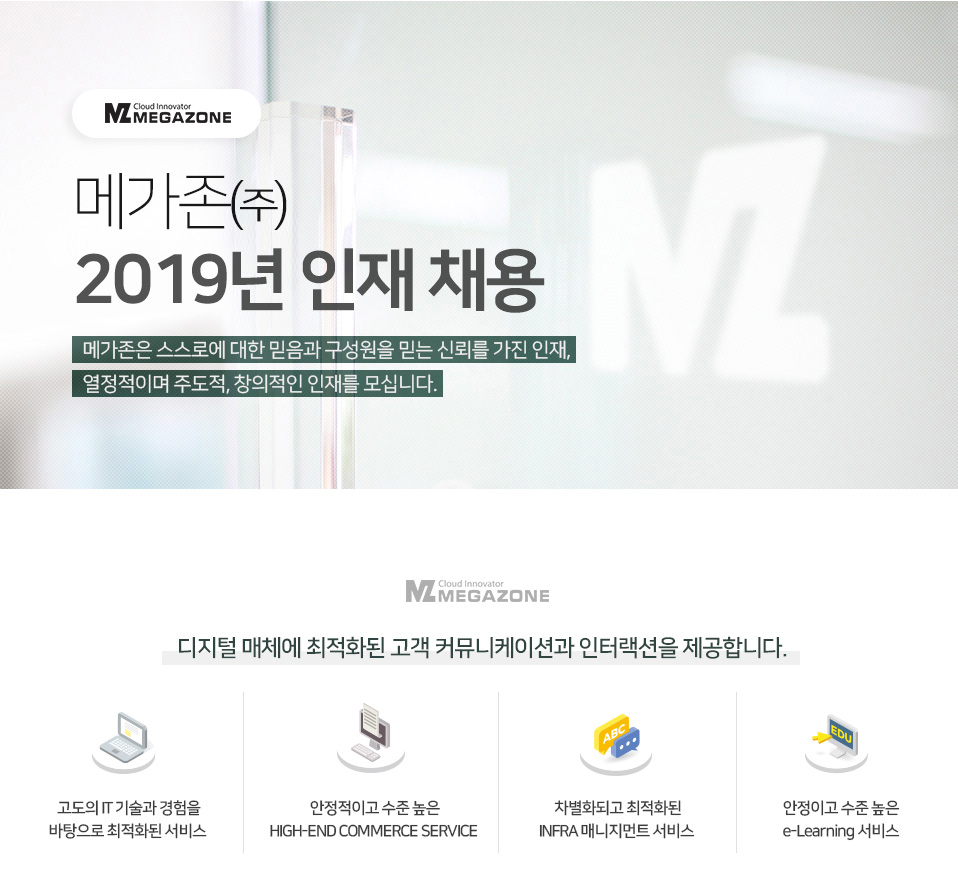 Cloud Innovator
MEGAZONE
메가존(주)
2019년 인재 채용
메가존은 스스로에 대한 믿음과 구성원을 믿는 신뢰를 가진 인재,
열정적이며 주도적, 창의적인 인재를 모십니다.
MZ
Cloud Innovator
MEGAZONE
디지털 매체에 최적화된 고객 커뮤니케이션과 인터랙션을 제공합니다.
고도의 IT 기술과 경험을
바탕으로 최적화된 서비스
안정적이고 수준 높은
HIGH-END COMMERCE SERVICE
ABC
차별화되고 최적화된
INFRA 매니지먼트 서비스
EDU
안정이고 수준 높은
e-Learning 서비스